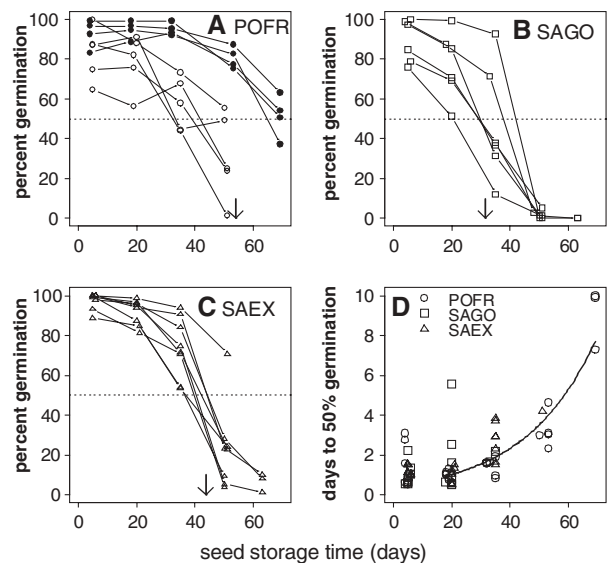 A POFR
percent germination
100
80
60
40
20
0
0 20 40 60
B SAGO
percent germination
100
80
60
40
20
0
0 20 40 60
C SAEX
percent germination
100
80
60
40
20
0
0 20 40 60
D
POFR
SAGO
SAEX
days to 50% germination
10
8
6
4
2
0
0 20 40 60
seed storage time (days)